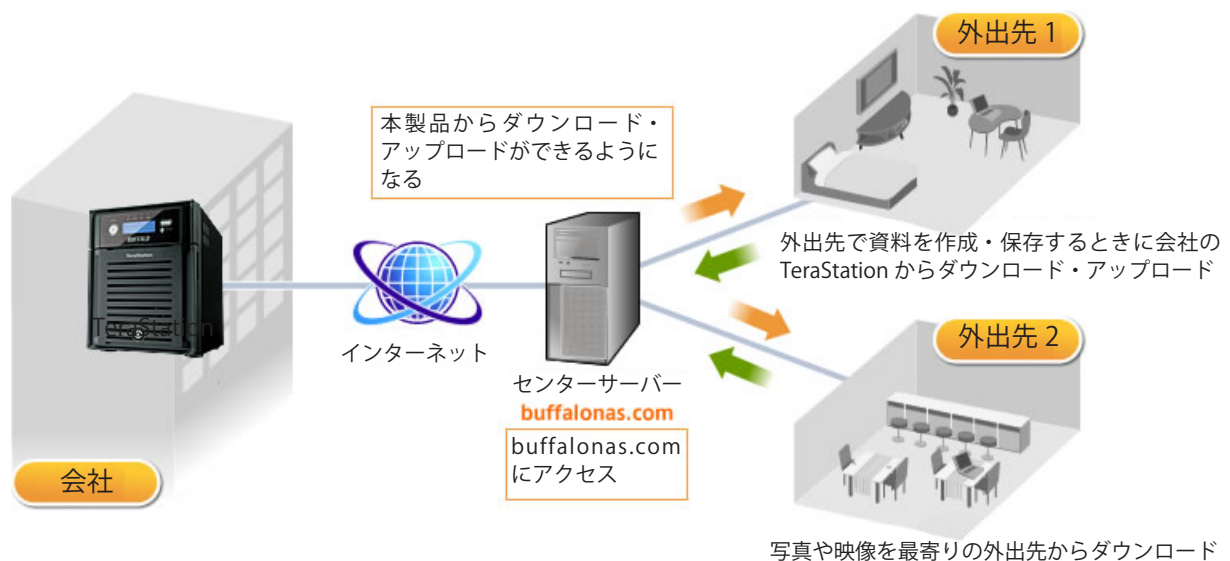 外出先 1
本製品からダウンロード・
アップロードができるように
なる
外出先で資料を作成・保存するときに会社の
TeraStation からダウンロード・アップロード
BUFFALO
TeraStation
TeraStation
インターネット
センターサーバー
buffalonas.com
buffalonas.com
にアクセス
外出先 2
会社
写真や映像を最寄りの外出先からダウンロード